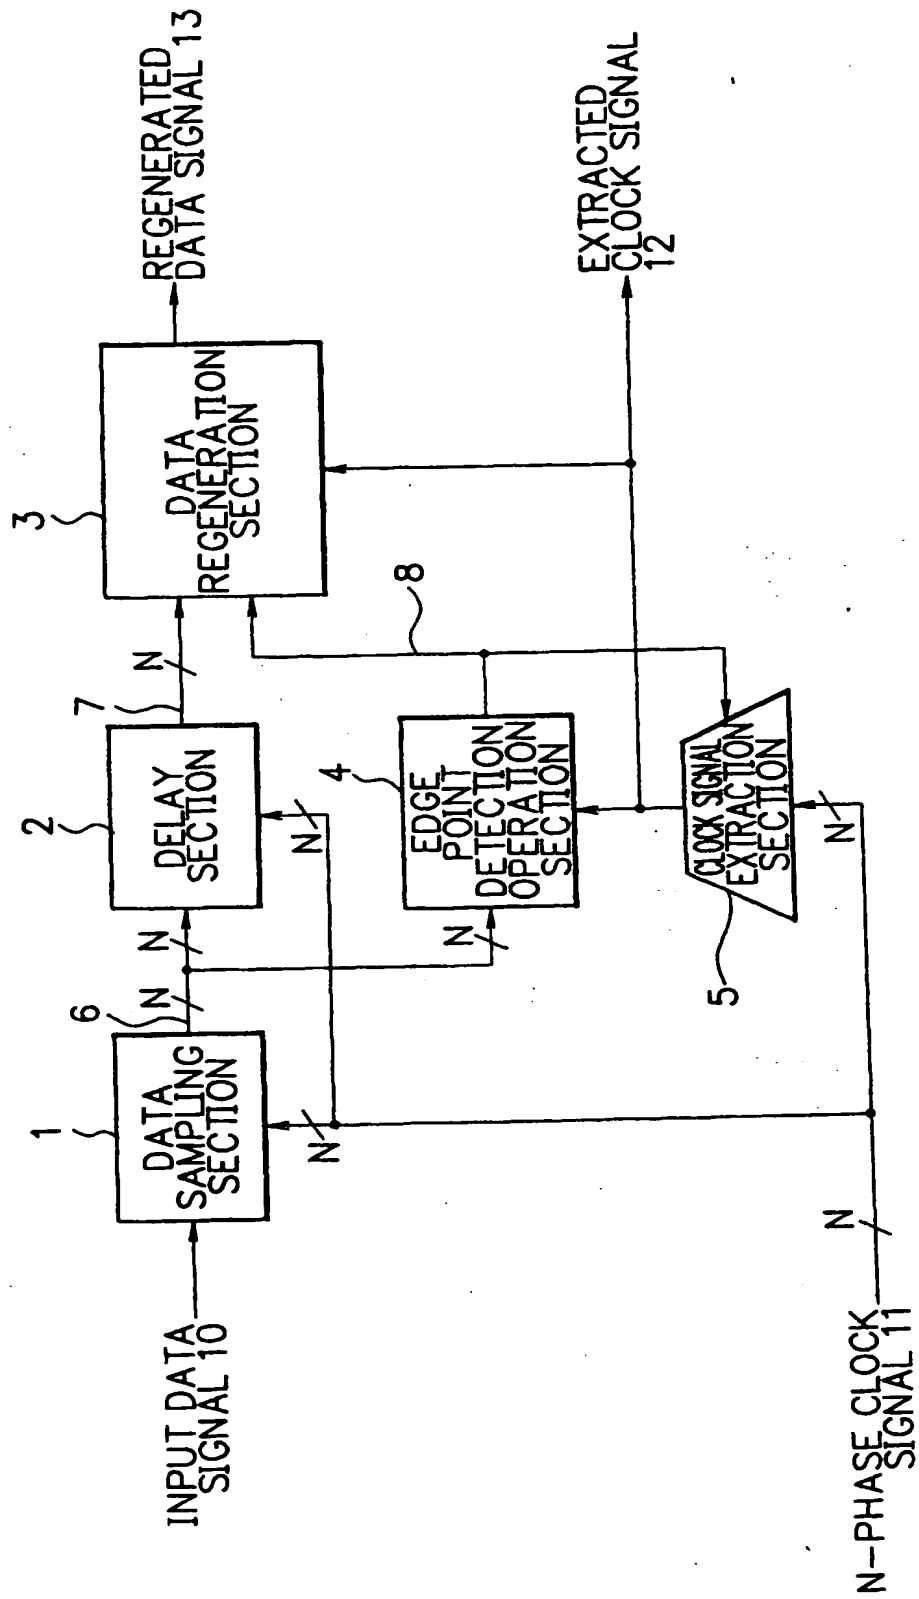 INPUT DATA
SIGNAL 10
1
DATA
SAMPLING
SECTION
N
6
N
N
2
DELAY
SECTION
N
7
N
3
DATA
REGENERATION
SECTION
REGENERATED
DATA SIGNAL 13
N
4
EDGE
POINT
DETECTION
OPERATION
SECTION
8
5
CLOCK SIGNAL
EXTRACTION
SECTION
N
EXTRACTED
CLOCK SIGNAL
12
N-PHASE CLOCK
SIGNAL 11
N